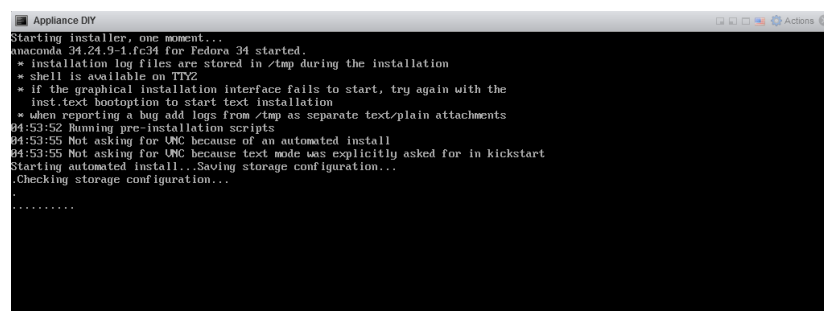 Appliance DIY
Actions
Starting installer, one moment...
anaconda 34.24.9-1.fc34 for Fedora 34 started.
* installation log files are stored in /tmp during the installation
* shell is available on TTY2
* if the graphical installation interface fails to start, try again with the
inst.text bootoption to start text installation
* when reporting a bug add logs from /tmp as separate text/plain attachments
04:53:52 Running pre-installation scripts
04:53:55 Not asking for VNC because of an automated install
04:53:55 Not asking for VNC because text mode was explicitly asked for in kickstart
Starting automated install...Saving storage configuration...
.Checking storage configuration...
.
..........